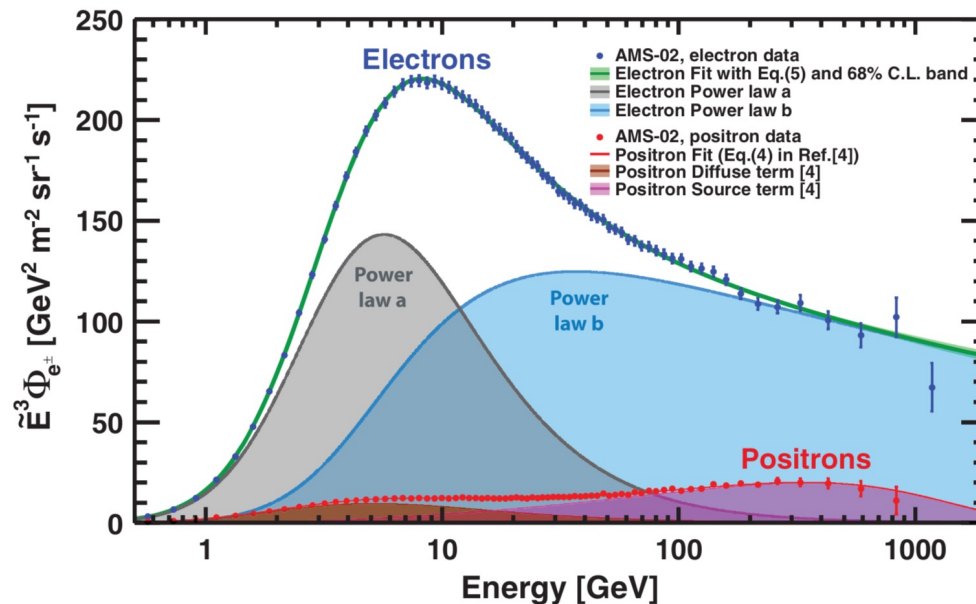 250
200
150
100
50
0
1
10
100
1000
Ẽ³Φe± [GeV² m⁻² sr⁻¹ s⁻¹]
Energy [GeV]
Electrons
AMS-02, electron data
Electron Fit with Eq.(5) and 68% C.L. band
Electron Power law a
Electron Power law b
AMS-02, positron data
Positron Fit (Eq.(4) in Ref.[4])
Positron Diffuse term [4]
Positron Source term [4]
Power
law a
Power
law b
Positrons